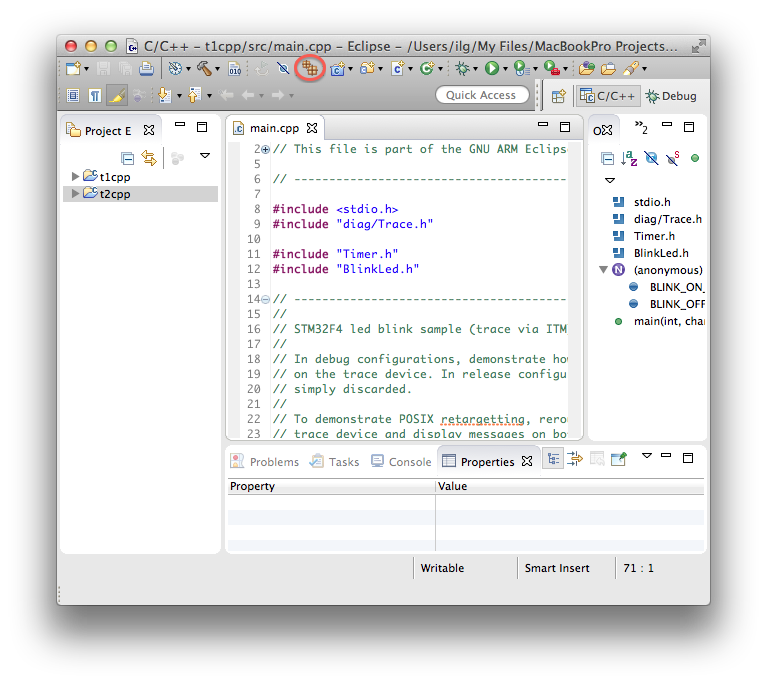 C/C++ – t1cpp/src/main.cpp – Eclipse – /Users/ilg/My Files/MacBookPro Projects...
010
Quick Access
C/C++
Debug
Project E
main.cpp
2
t1cpp
t2cpp
2 // This file is part of the GNU ARM Eclips
5
6 // --------------------------------------
7
8 #include <stdio.h>
9 #include "diag/Trace.h"
10
11 #include "Timer.h"
12 #include "BlinkLed.h"
13
14 // --------------------------------------
15 //
16 // STM32F4 led blink sample (trace via ITM
17 //
18 // In debug configurations, demonstrate how
19 // on the trace device. In release configu
20 // simply discarded.
21 //
22 // To demonstrate POSIX retargetting, rero
23 // trace device and display messages on bo
stdio.h
diag/Trace.h
Timer.h
BlinkLed.h
(anonymous)
BLINK_ON_
BLINK_OFF
main(int, char
Problems
Tasks
Console
Properties
Property
Value
Writable
Smart Insert
71 : 1